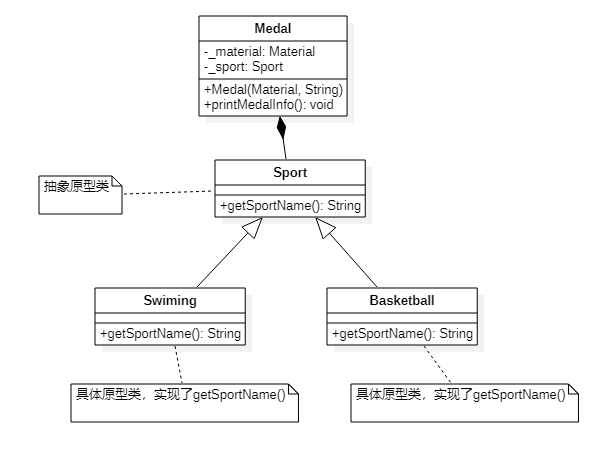 Medal
-_material: Material
-_sport: Sport
+Medal(Material, String)
+printMedalInfo(): void
抽象原型类
Sport
+getSportName(): String
Swiming
+getSportName(): String
Basketball
+getSportName(): String
具体原型类，实现了getSportName()
具体原型类，实现了getSportName()